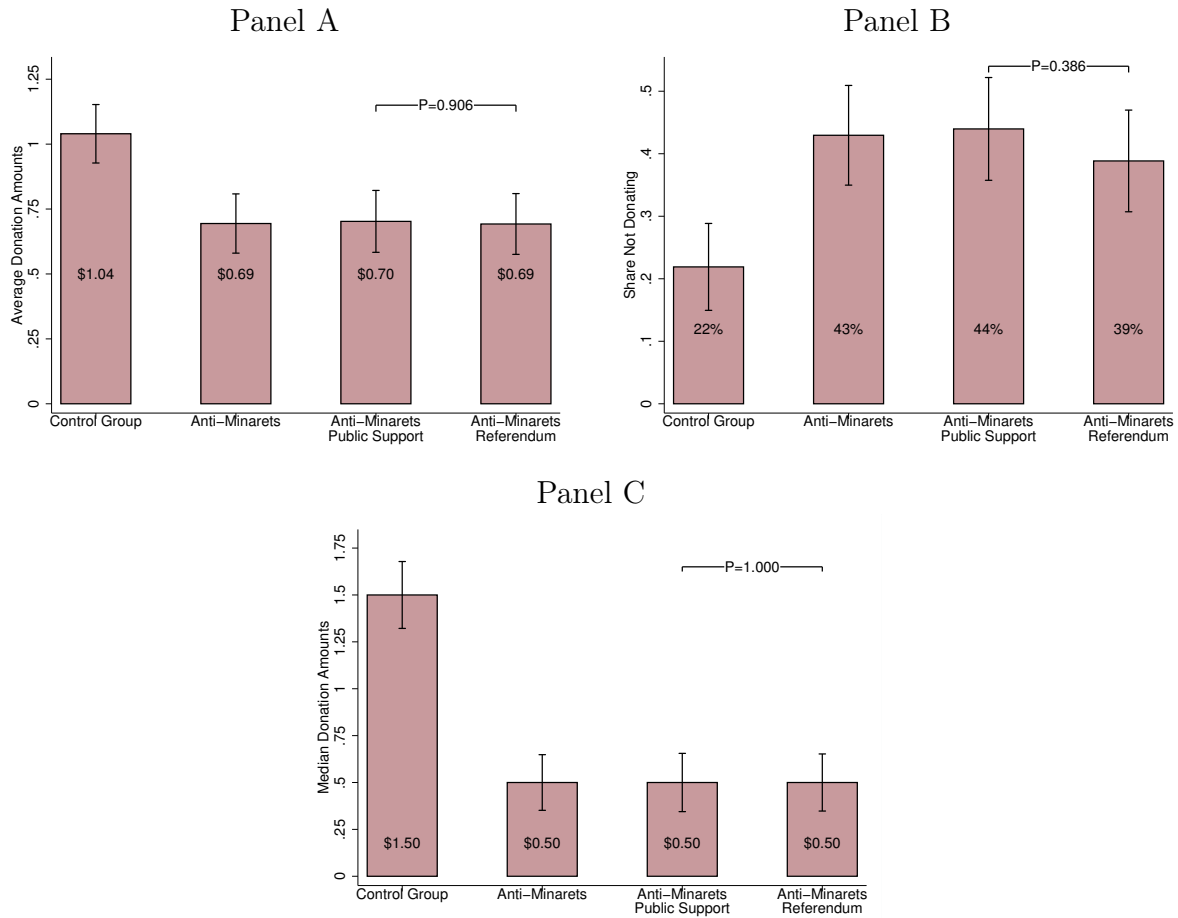 Panel A
Average Donation Amounts
1.25
1
.75
.5
.25
0
P=0.906
$1.04
$0.69
$0.70
$0.69
Control Group
Anti−Minarets
Anti−Minarets
Public Support
Anti−Minarets
Referendum
Panel B
Share Not Donating
.5
.4
.3
.2
.1
0
P=0.386
22%
43%
44%
39%
Control Group
Anti−Minarets
Anti−Minarets
Public Support
Anti−Minarets
Referendum
Panel C
Median Donation Amounts
1.75
1.5
1.25
1
.75
.5
.25
0
P=1.000
$1.50
$0.50
$0.50
$0.50
Control Group
Anti−Minarets
Anti−Minarets
Public Support
Anti−Minarets
Referendum